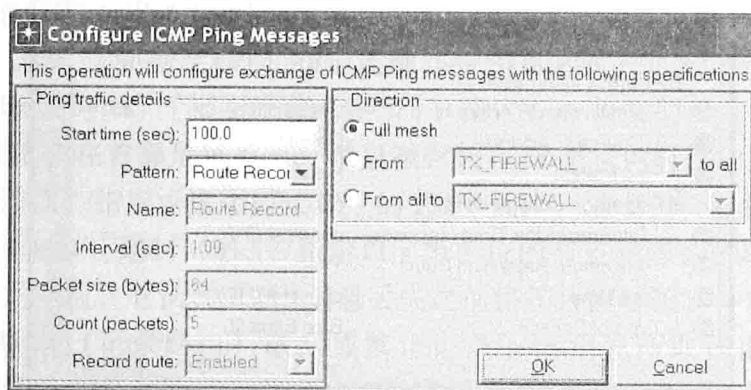 Configure ICMP Ping Messages
This operation will configure exchange of ICMP Ping messages with the following specifications
Ping traffic details
Start time (sec): 100.0
Pattern: Route Recor
Name: Route Record
Interval (sec): 1.00
Packet size (bytes): 64
Count (packets): 5
Record route: Enabled
Direction
Full mesh
From TX_FIREWALL to all
From all to TX_FIREWALL
OK Cancel